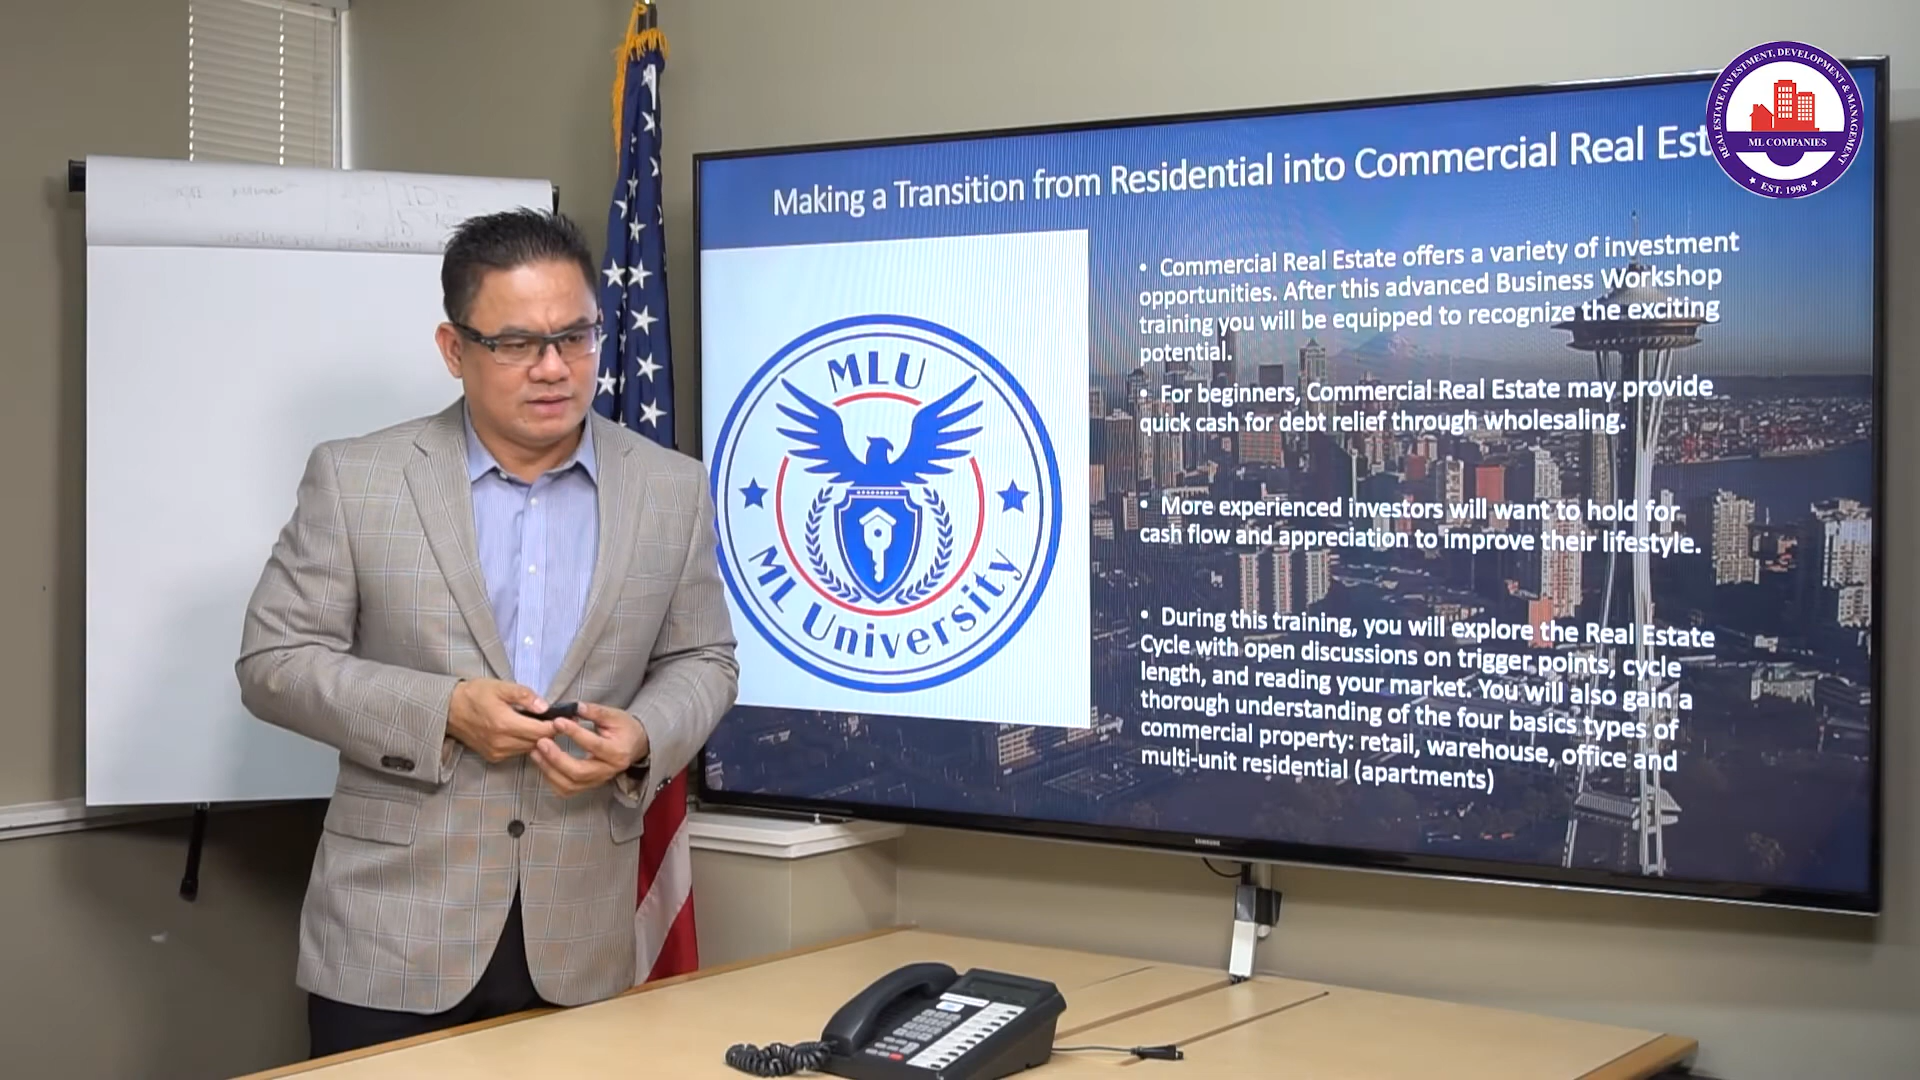 Making a Transition from Residential into Commercial Real Est
REAL ESTATE INVESTMENT, DEVELOPMENT & MANAGEMENT
ML COMPANIES
EST. 1998
MLU
ML University
• Commercial Real Estate offers a variety of investment
opportunities. After this advanced Business Workshop
training you will be equipped to recognize the exciting
potential.
• For beginners, Commercial Real Estate may provide
quick cash for debt relief through wholesaling.
• More experienced investors will want to hold for
cash flow and appreciation to improve their lifestyle.
• During this training, you will explore the Real Estate
Cycle with open discussions on trigger points, cycle
length, and reading your market. You will also gain a
thorough understanding of the four basics types of
commercial property: retail, warehouse, office and
multi-unit residential (apartments)
SAMSUNG